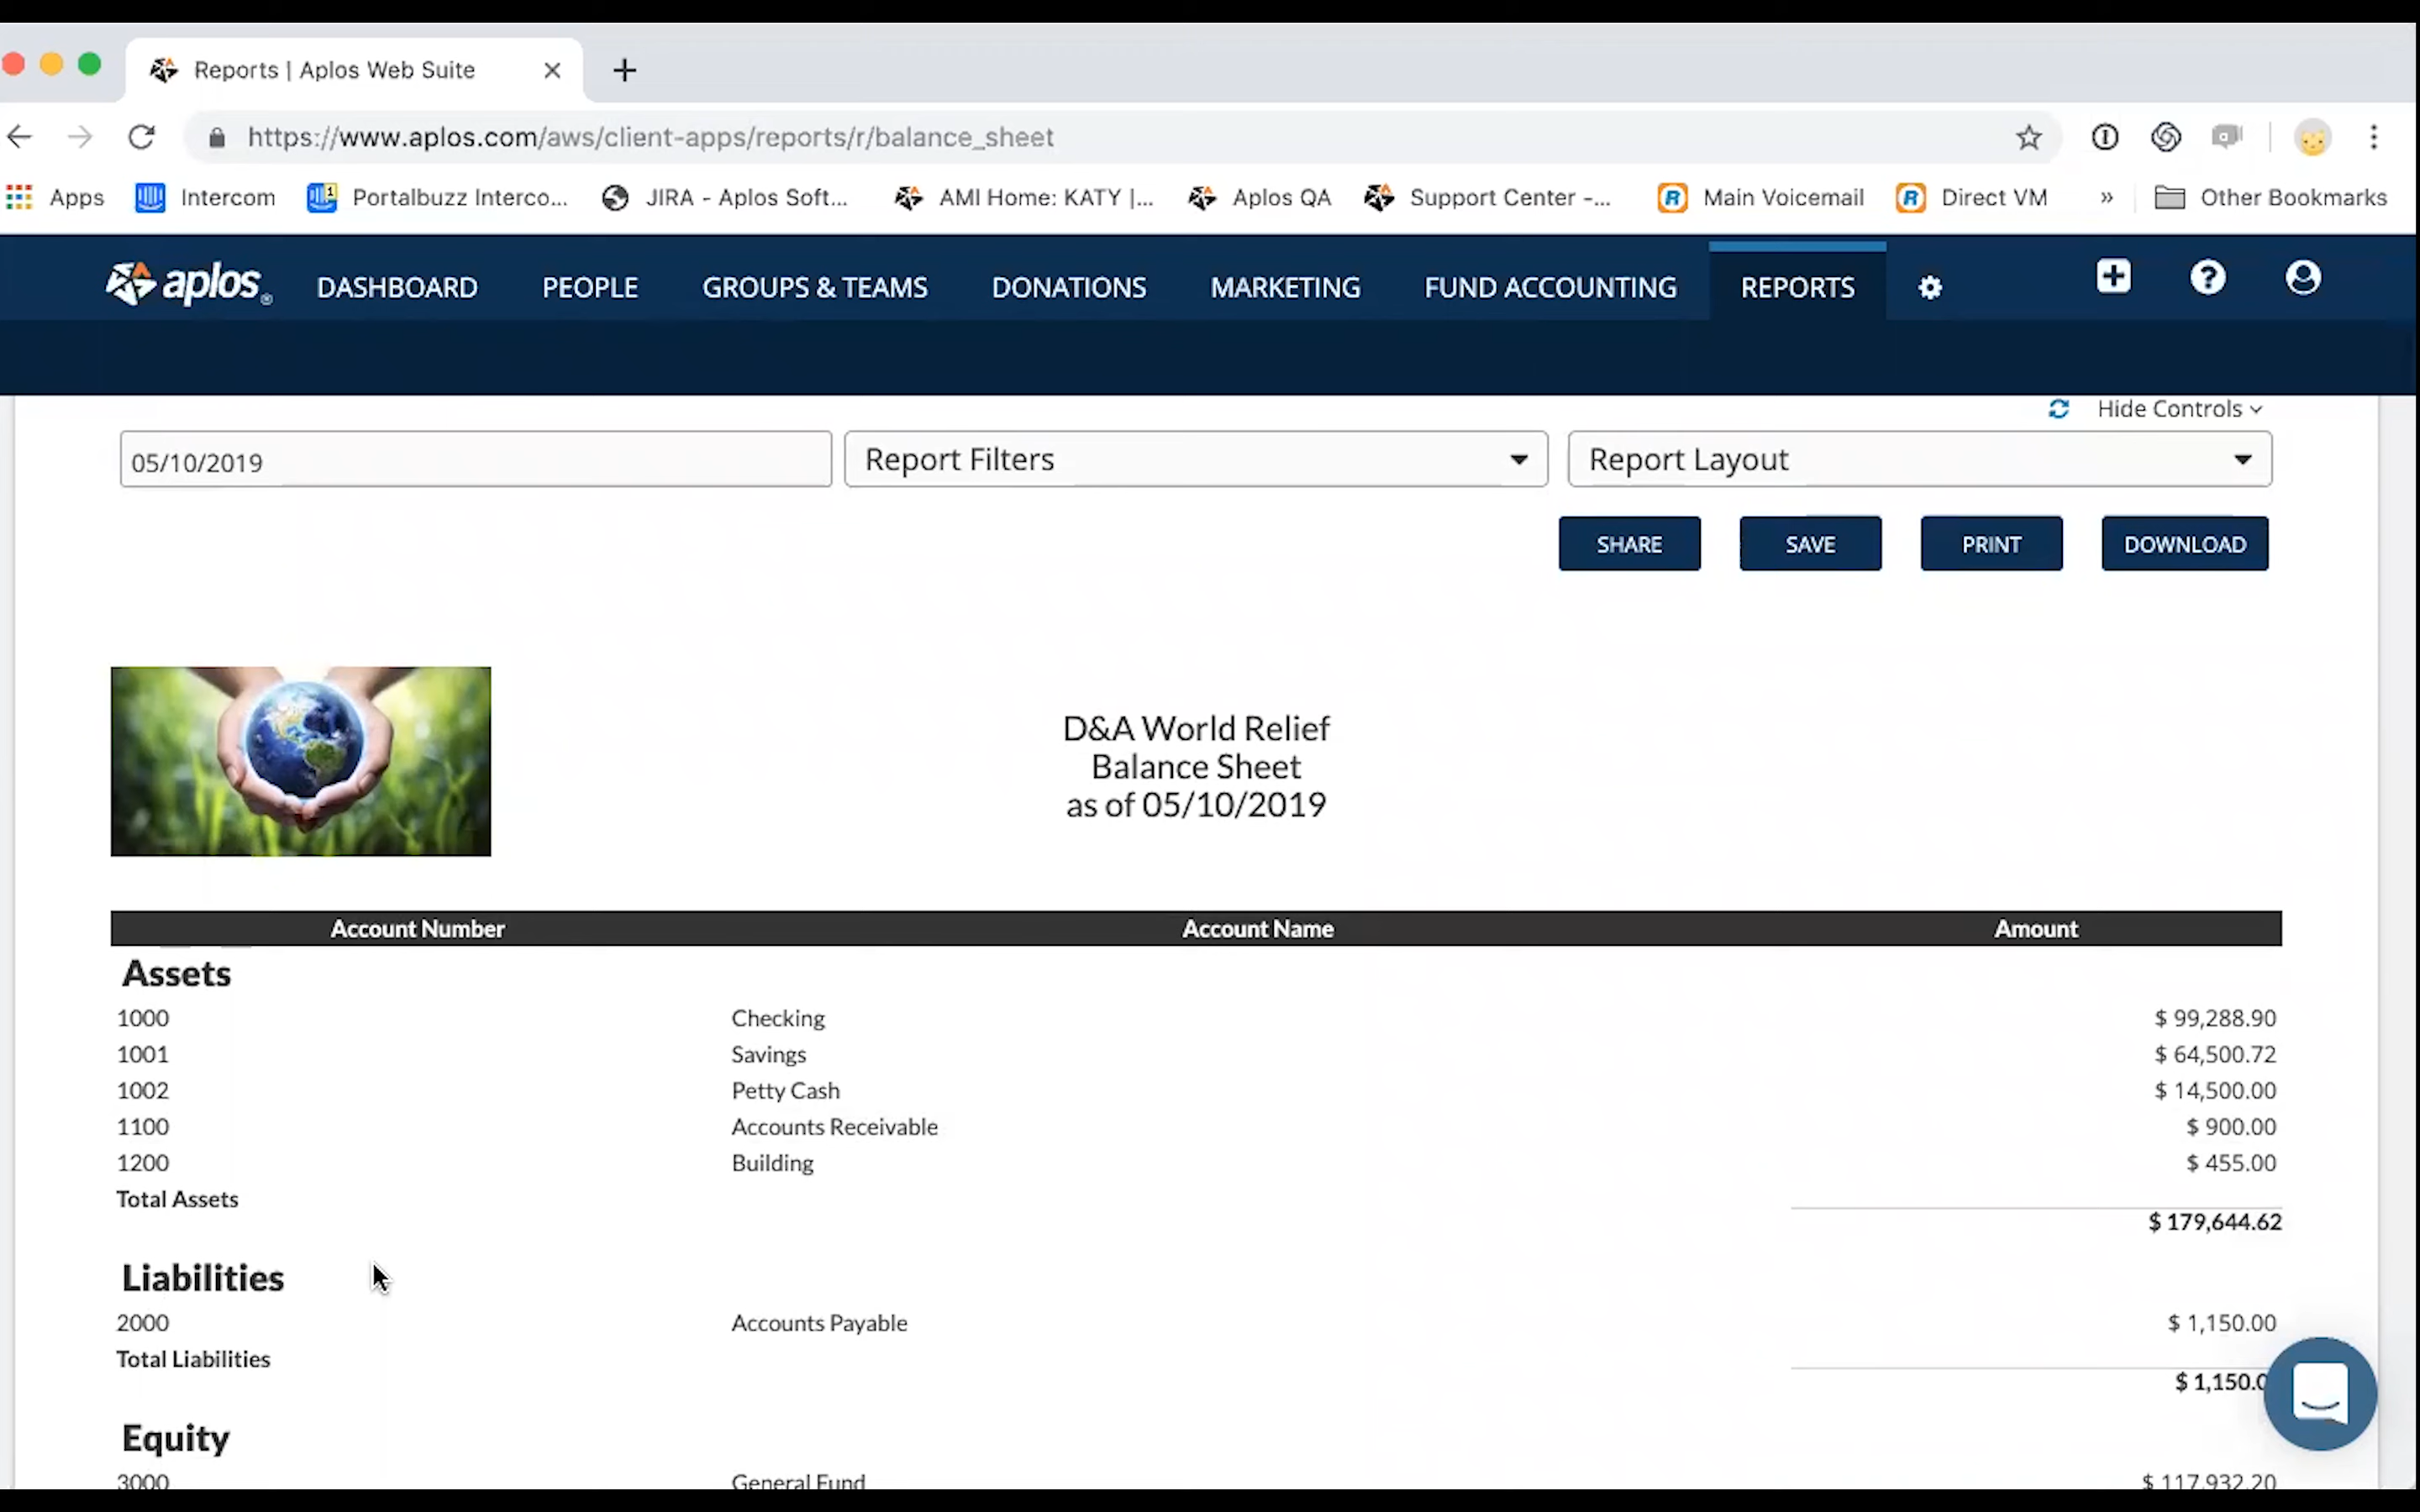 Reports | Aplos Web Suite
https://www.aplos.com/aws/client-apps/reports/r/balance_sheet
Apps Intercom 1 Portalbuzz Interco... JIRA - Aplos Soft... AMI Home: KATY |... Aplos QA Support Center -... R Main Voicemail R Direct VM » Other Bookmarks
aplos® DASHBOARD PEOPLE GROUPS & TEAMS DONATIONS MARKETING FUND ACCOUNTING REPORTS
Hide Controls
05/10/2019 Report Filters Report Layout
SHARE SAVE PRINT DOWNLOAD
D&A World Relief
Balance Sheet
as of 05/10/2019
Account Number Account Name Amount
Assets
1000 Checking $ 99,288.90
1001 Savings $ 64,500.72
1002 Petty Cash $ 14,500.00
1100 Accounts Receivable $ 900.00
1200 Building $ 455.00
Total Assets
$ 179,644.62
Liabilities
2000 Accounts Payable $ 1,150.00
Total Liabilities
$ 1,150.0
Equity
3000 General Fund $ 117,932.20